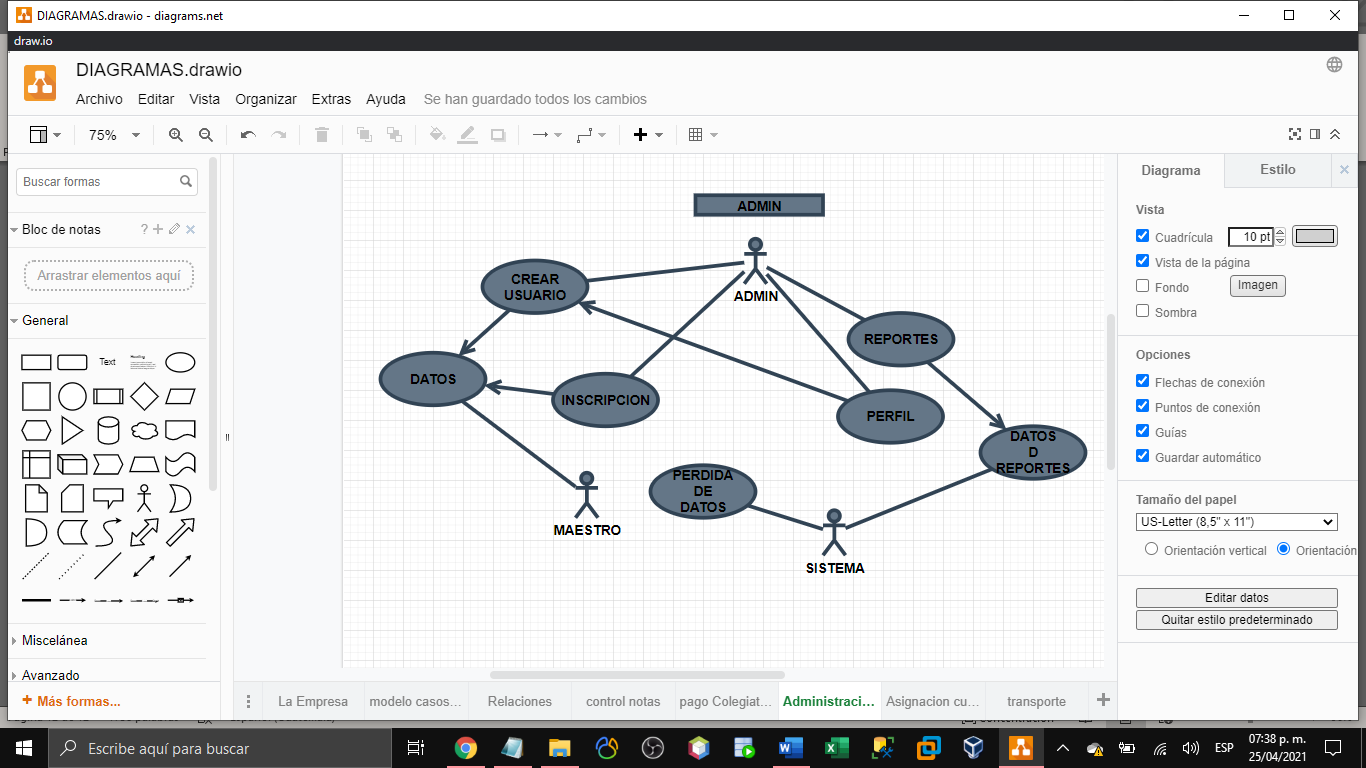 DIAGRAMAS.drawio - diagrams.net
draw.io
DIAGRAMAS.drawio
Archivo Editar Vista Organizar Extras Ayuda Se han guardado todos los cambios
75%
Buscar formas
Bloc de notas ?
Arrastrar elementos aquí
General
Text
Heading
Miscelánea
Avanzado
+ Más formas...
ADMIN
ADMIN
CREAR
USUARIO
REPORTES
DATOS
INSCRIPCION
PERFIL
DATOS
D
REPORTES
PERDIDA
DE
DATOS
MAESTRO
SISTEMA
Diagrama Estilo
Vista
Cuadrícula 10 pt
Vista de la página
Fondo Imagen
Sombra
Opciones
Flechas de conexión
Puntos de conexión
Guías
Guardar automático
Tamaño del papel
US-Letter (8,5" x 11")
Orientación vertical Orientación
Editar datos
Quitar estilo predeterminado
La Empresa modelo casos... Relaciones control notas pago Colegiat... Administraci... Asignacion cu... transporte
Escribe aquí para buscar
ESP
07:38 p. m.
25/04/2021